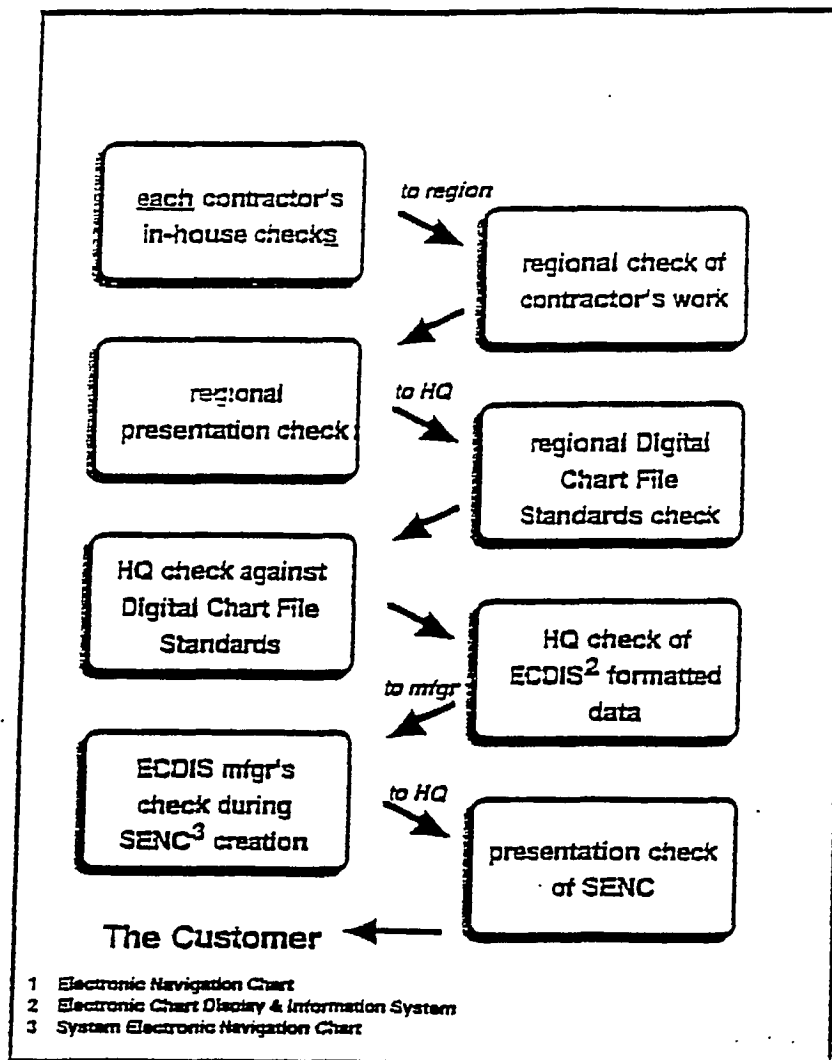 each contractor's
in-house checks
to region
regional check of
contractor's work
regional
presentation check
to HQ
regional Digital
Chart File
Standards check
HQ check against
Digital Chart File
Standards
HQ check of
ECDIS2 formatted
data
to mfgr
ECDIS mfgr's
check during
SENC3 creation
to HQ
presentation check
of SENC
The Customer
1 Electronic Navigation Chart
2 Electronic Chart Display & Information System
3 System Electronic Navigation Chart